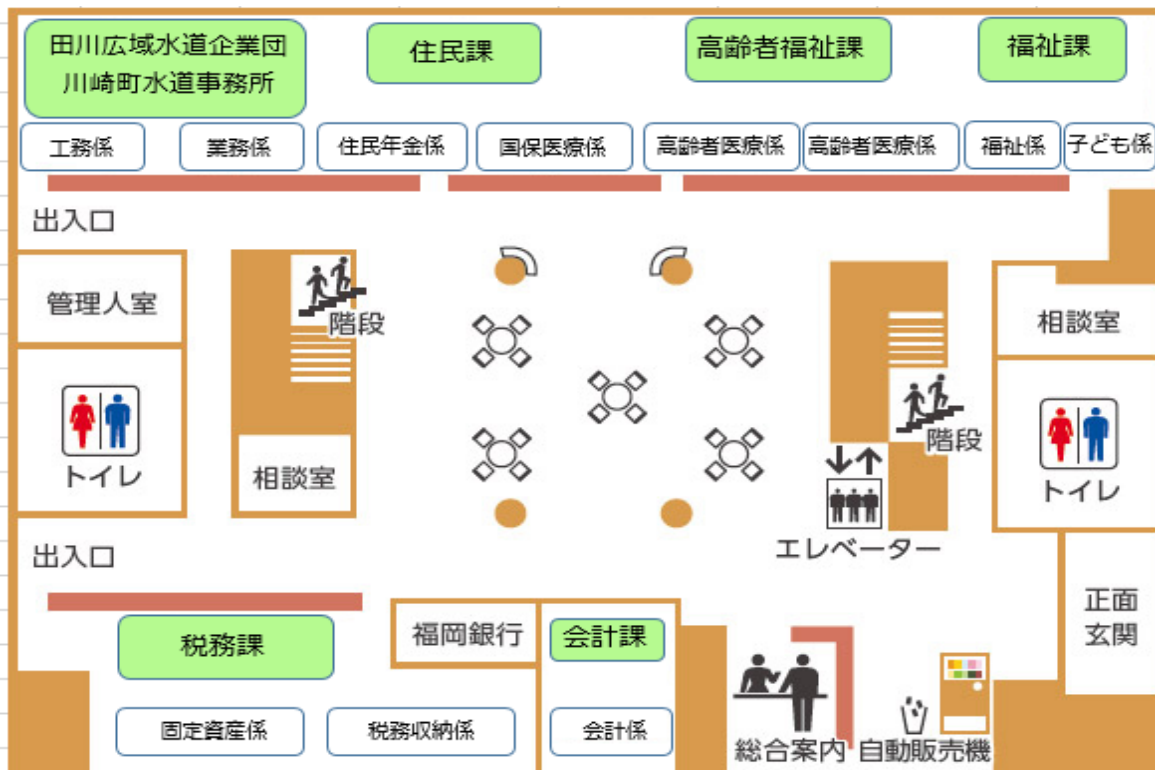 田川広域水道企業団
川崎町水道事務所
住民課
高齢者福祉課
福祉課
工務係
業務係
住民年金係
国保医療係
高齢者医療係
高齢者医療係
福祉係
子ども係
出入口
管理人室
階段
相談室
トイレ
相談室
階段
トイレ
エレベーター
出入口
正面
玄関
税務課
福岡銀行
会計課
固定資産係
税務収納係
会計係
総合案内
自動販売機